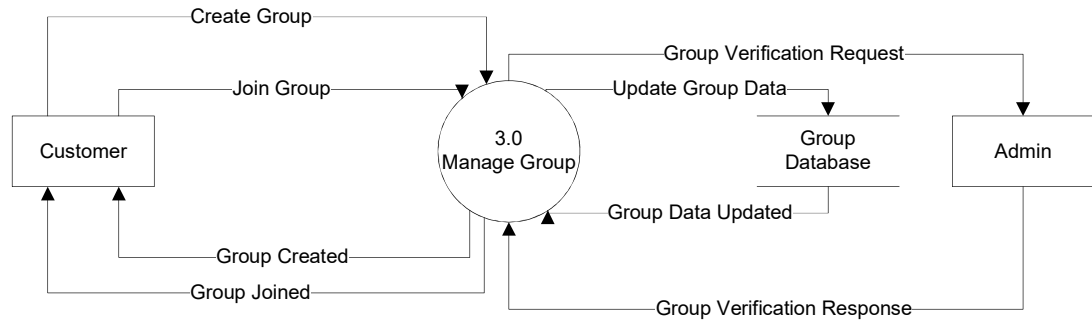 Create Group
Group Verification Request
Join Group
Update Group Data
Customer
3.0
Manage Group
Group
Database
Admin
Group Data Updated
Group Created
Group Joined
Group Verification Response